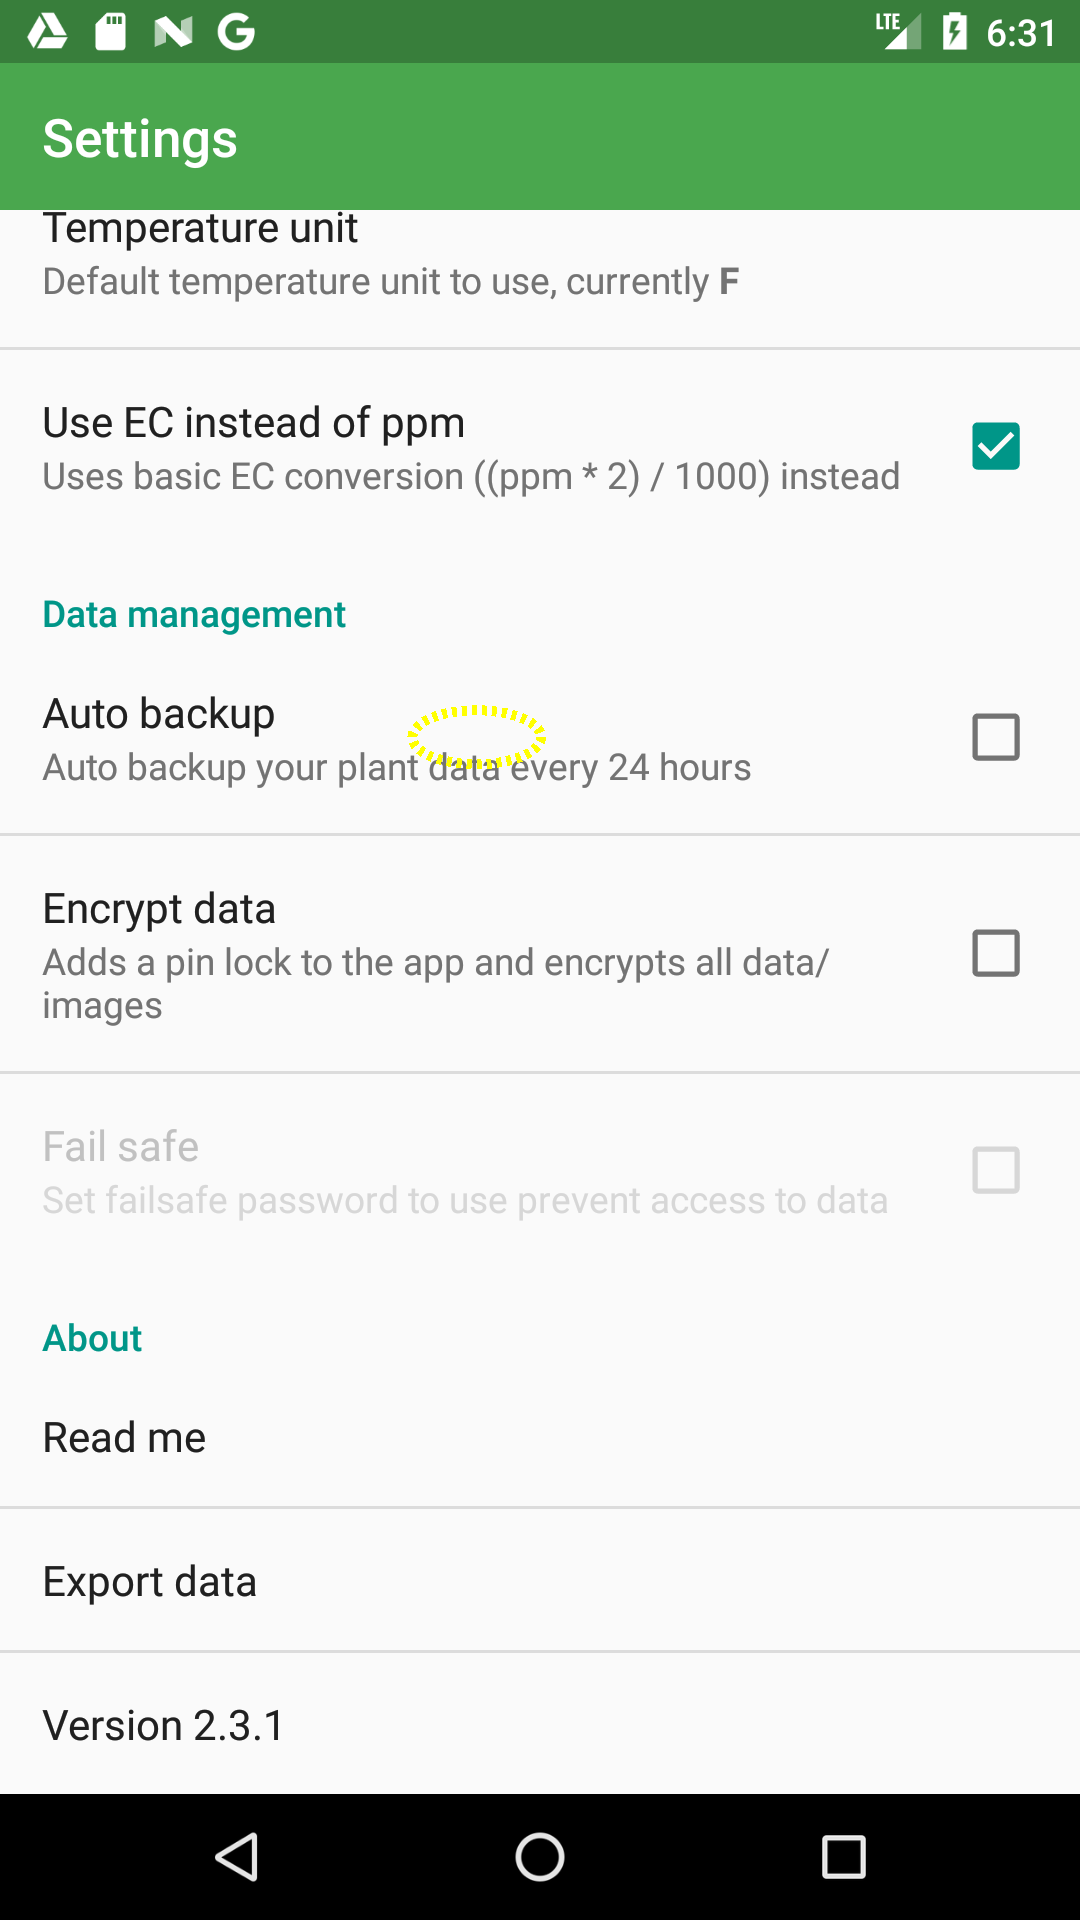 LTE 6:31
Settings
Temperature unit
Default temperature unit to use, currently F
Use EC instead of ppm
Uses basic EC conversion ((ppm * 2) / 1000) instead
Data management
Auto backup
Auto backup your plant data every 24 hours
Encrypt data
Adds a pin lock to the app and encrypts all data/
images
Fail safe
Set failsafe password to use prevent access to data
About
Read me
Export data
Version 2.3.1